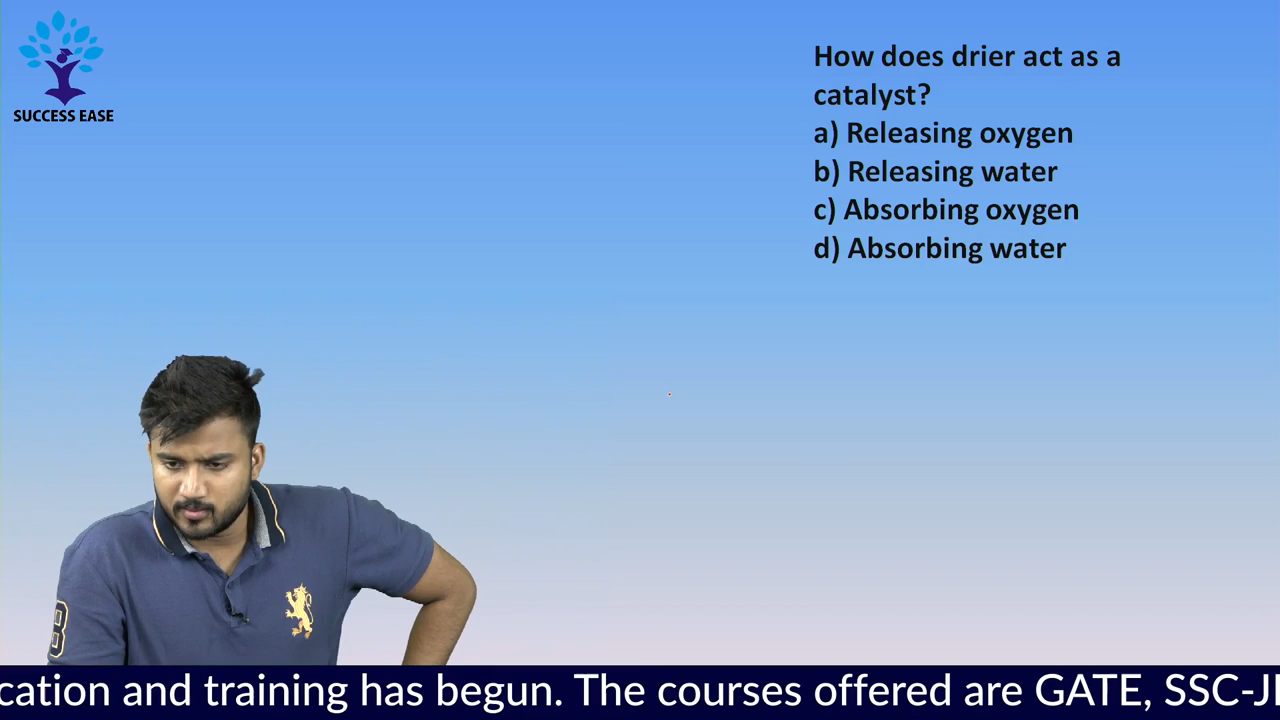 SUCCESS EASE
How does drier act as a
catalyst?
a) Releasing oxygen
b) Releasing water
c) Absorbing oxygen
d) Absorbing water
B
cation and training has begun. The courses offered are GATE, SSC-JE